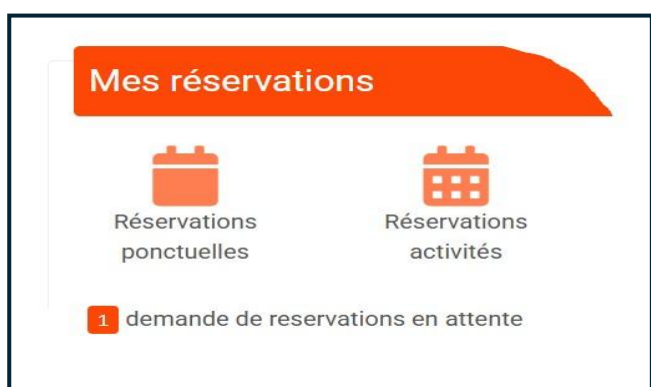 Mes réservations
Réservations
ponctuelles
Réservations
activités
1 demande de reservations en attente